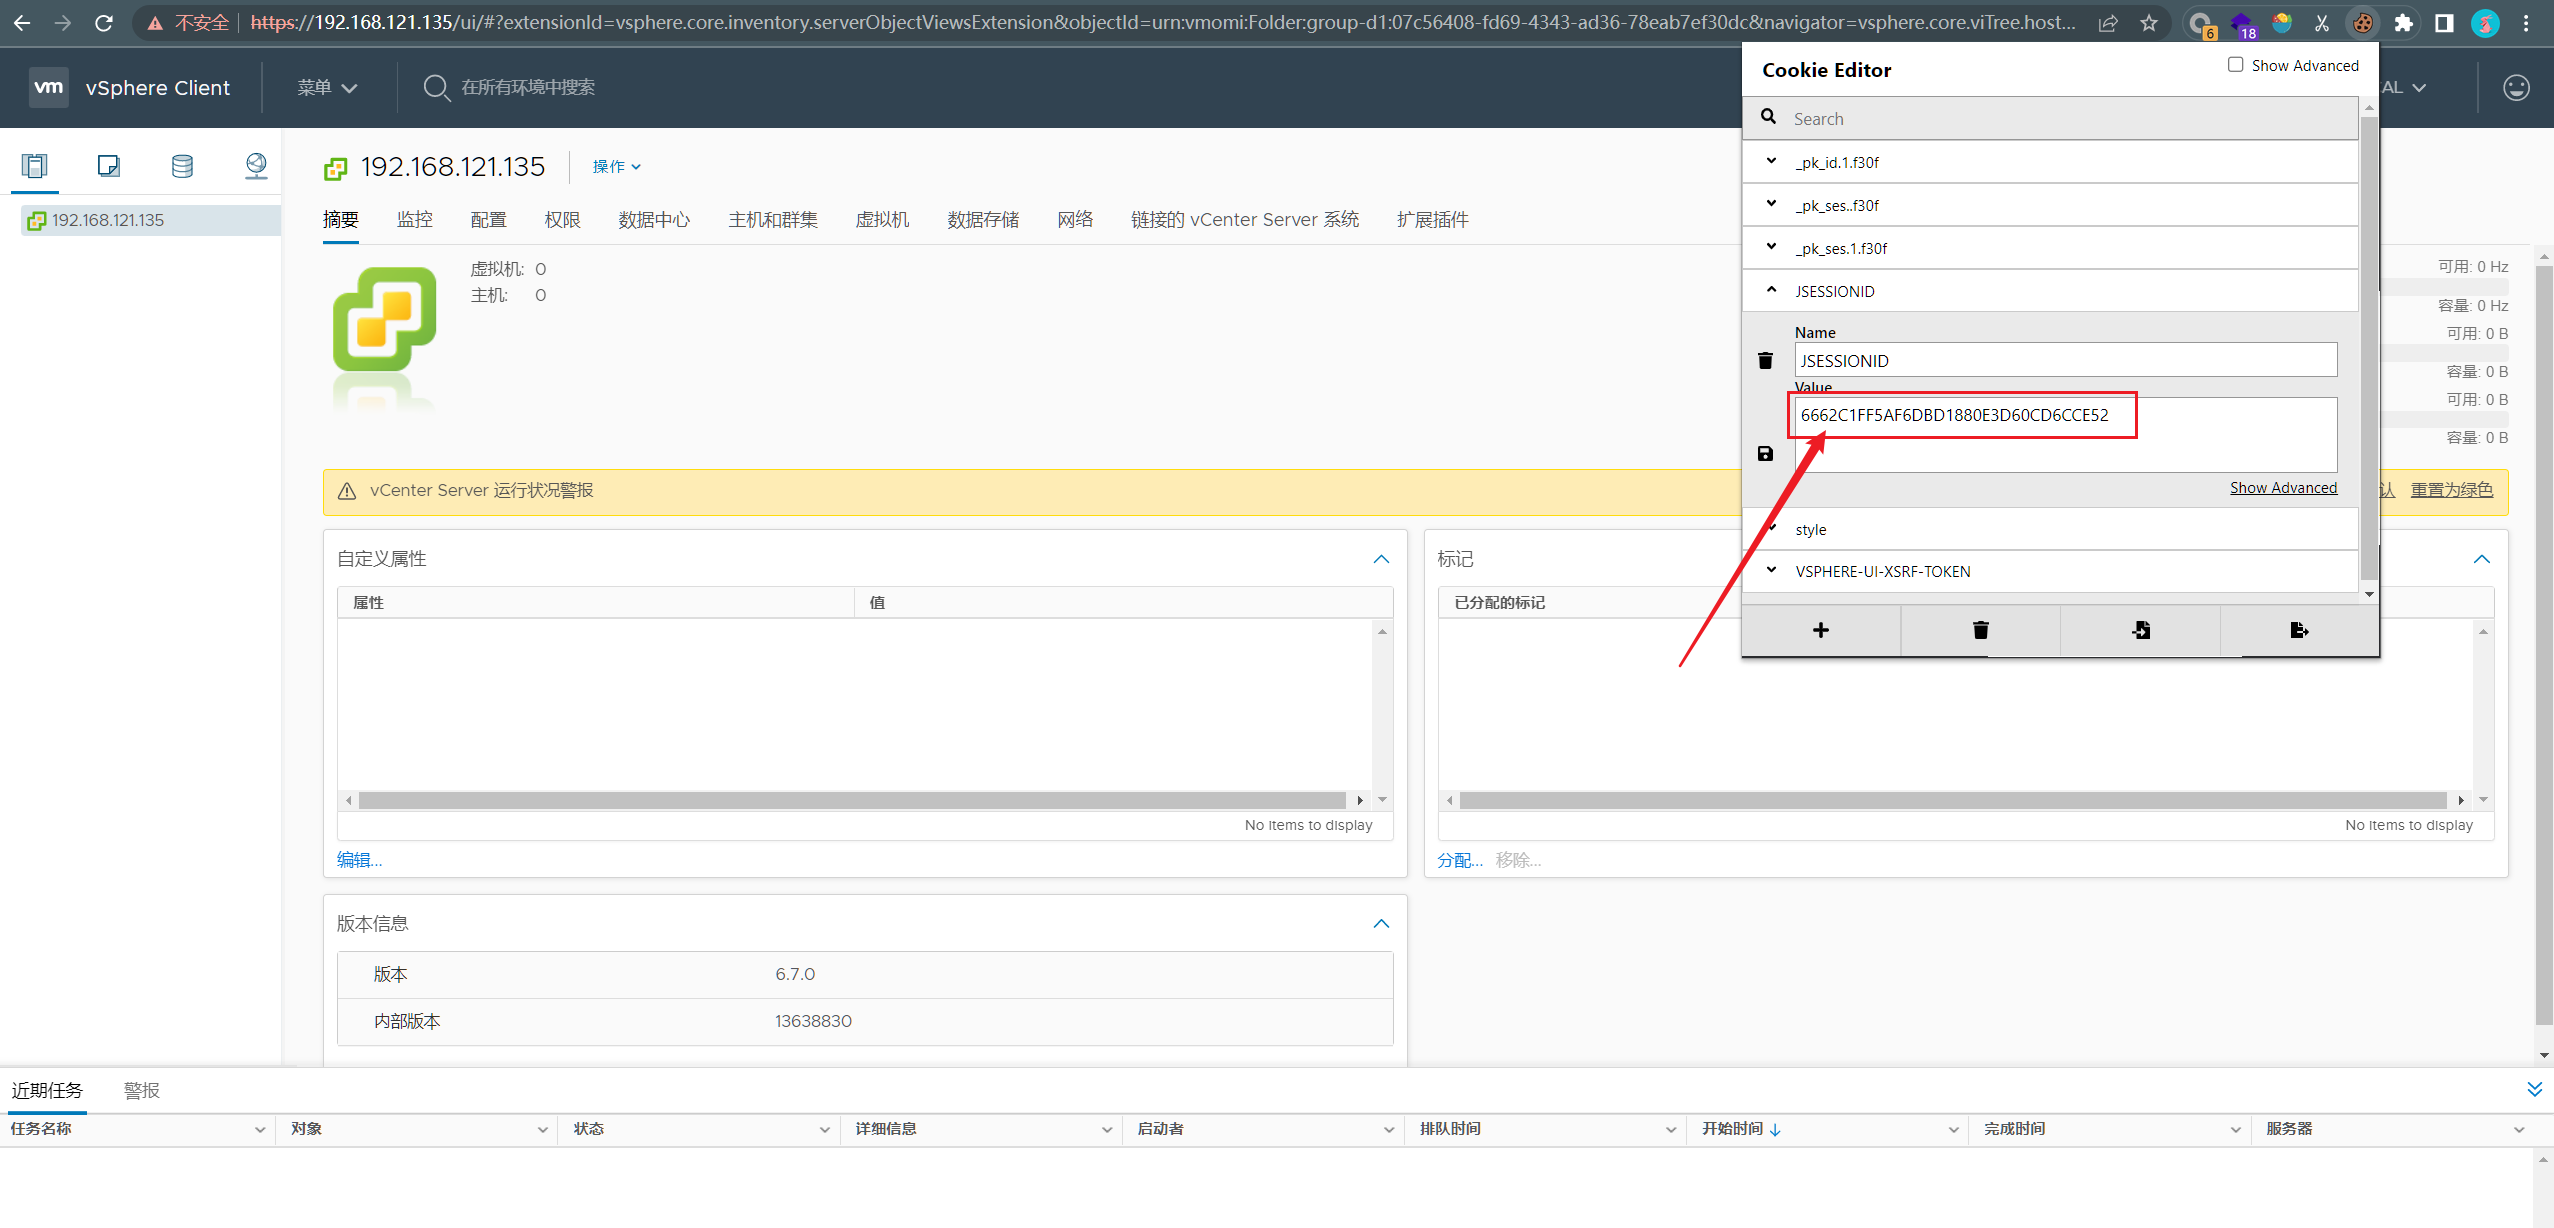 不安全 https://192.168.121.135/ui/#?extensionId=vsphere.core.inventory.serverObjectViewsExtension&objectId=urn:vmomi:Folder:group-d1:07c56408-fd69-4343-ad36-78eab7ef30dc&navigator=vsphere.core.viTree.host... 6 18
vm vSphere Client 菜单 在所有环境中搜索 AL
Cookie Editor Show Advanced
Search
_pk_id.1.f30f
_pk_ses..f30f
_pk_ses.1.f30f
JSESSIONID
Name
JSESSIONID
Value
6662C1FF5AF6DBD1880E3D60CD6CCE52
Show Advanced
style
VSPHERE-UI-XSRF-TOKEN
192.168.121.135
192.168.121.135 操作
摘要 监控 配置 权限 数据中心 主机和群集 虚拟机 数据存储 网络 链接的 vCenter Server 系统 扩展插件
虚拟机: 0
主机: 0
可用: 0 Hz
容量: 0 Hz
可用: 0 B
容量: 0 B
可用: 0 B
容量: 0 B
vCenter Server 运行状况警报 认 重置为绿色
自定义属性
属性 值
No items to display
编辑...
标记
已分配的标记
No items to display
分配... 移除...
版本信息
版本 6.7.0
内部版本 13638830
近期任务 警报
任务名称 对象 状态 详细信息 启动者 排队时间 开始时间 完成时间 服务器